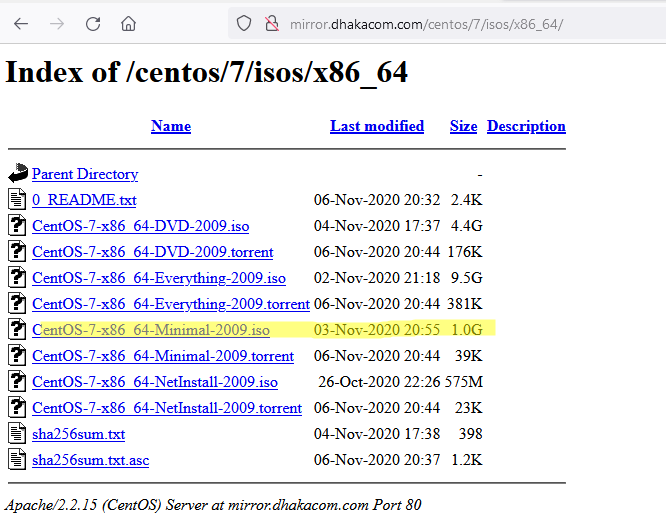 mirror.dhakacom.com/centos/7/isos/x86_64/
Index of /centos/7/isos/x86_64
Name Last modified Size Description
Parent Directory -
0_README.txt 06-Nov-2020 20:32 2.4K
CentOS-7-x86_64-DVD-2009.iso 04-Nov-2020 17:37 4.4G
CentOS-7-x86_64-DVD-2009.torrent 06-Nov-2020 20:44 176K
CentOS-7-x86_64-Everything-2009.iso 02-Nov-2020 21:18 9.5G
CentOS-7-x86_64-Everything-2009.torrent 06-Nov-2020 20:44 381K
CentOS-7-x86_64-Minimal-2009.iso 03-Nov-2020 20:55 1.0G
CentOS-7-x86_64-Minimal-2009.torrent 06-Nov-2020 20:44 39K
CentOS-7-x86_64-NetInstall-2009.iso 26-Oct-2020 22:26 575M
CentOS-7-x86_64-NetInstall-2009.torrent 06-Nov-2020 20:44 23K
sha256sum.txt 04-Nov-2020 17:38 398
sha256sum.txt.asc 06-Nov-2020 20:37 1.2K
Apache/2.2.15 (CentOS) Server at mirror.dhakacom.com Port 80